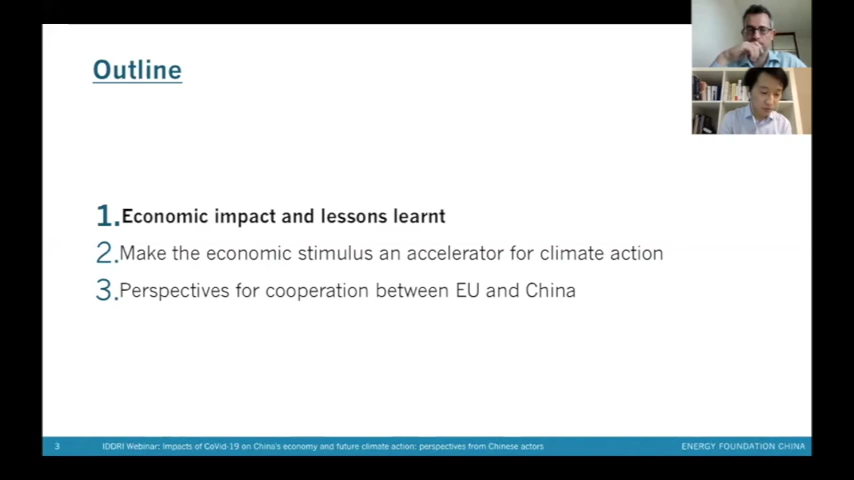 Outline
1. Economic impact and lessons learnt
2. Make the economic stimulus an accelerator for climate action
3. Perspectives for cooperation between EU and China
3 IDDRI Webinar: Impacts of CoVid-19 on China's economy and future climate action: perspectives from Chinese actors ENERGY FOUNDATION CHINA